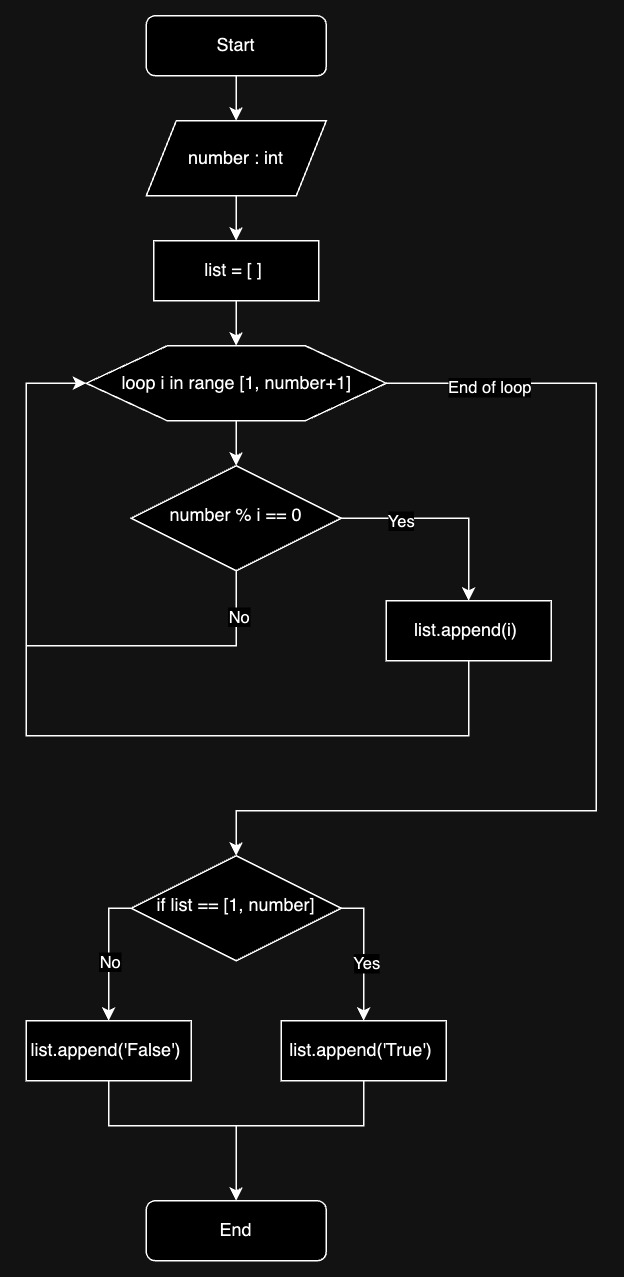 Start
number : int
list = [ ]
loop i in range [1, number+1]
End of loop
number % i == 0
Yes
No
list.append(i)
if list == [1, number]
No
Yes
list.append('False')
list.append('True')
End